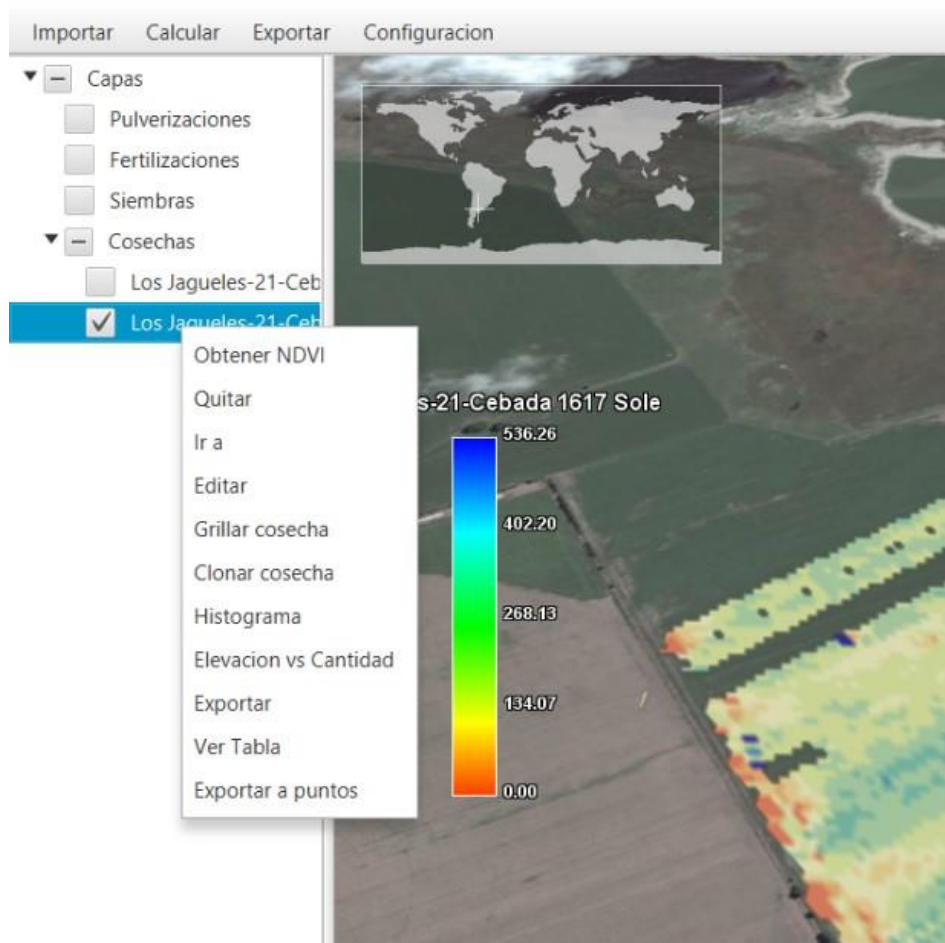 Importar Calcular Exportar Configuracion
Capas
Pulverizaciones
Fertilizaciones
Siembras
Cosechas
Los Jagueles-21-Ceb
Los Jagueles-21-Ceb
Obtener NDVI
Quitar
Ir a
Editar
Grillar cosecha
Clonar cosecha
Histograma
Elevacion vs Cantidad
Exportar
Ver Tabla
Exportar a puntos
s-21-Cebada 1617 Sole
536.26
402.20
268.13
134.07
0.00